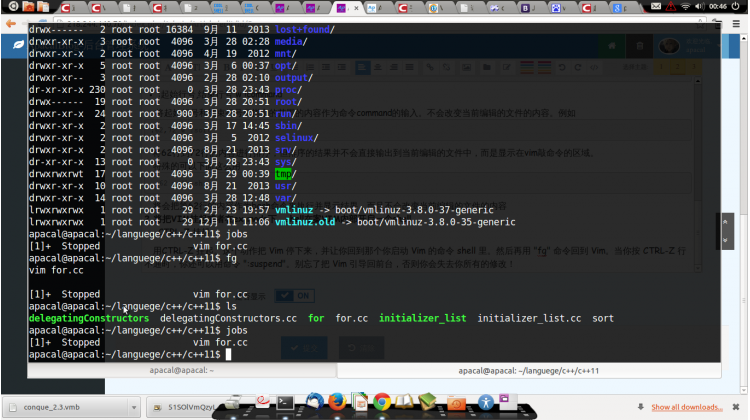 00:46
drwx------ 2 root root 16384 9月 11 2013 lost+found/
drwxr-xr-x 3 root root 4096 3月 28 02:28 media/
drwxr-xr-x 2 root root 4096 4月 19 2012 mnt/
drwxr-xr-x 5 root root 4096 3月 6 00:37 opt/
drwxr-xr-x 2 root root 4096 2月 28 02:10 output/
dr-xr-xr-x 230 root root 0 3月 28 23:43 proc/
drwx------ 19 root root 4096 3月 28 20:51 root/
drwxr-xr-x 24 root root 900 3月 28 20:51 run/
drwxr-xr-x 2 root root 4096 3月 17 14:45 sbin/
drwxr-xr-x 2 root root 4096 3月 5 2012 selinux/
drwxr-xr-x 2 root root 4096 8月 21 2013 srv/
dr-xr-xr-x 13 root root 0 3月 28 23:43 sys/
drwxrwxrwt 17 root root 4096 3月 29 00:39 tmp/
drwxr-xr-x 10 root root 4096 8月 21 2013 usr/
drwxr-xr-x 14 root root 4096 3月 28 12:48 var/
lrwxrwxrwx 1 root root 29 2月 23 19:57 vmlinuz -> boot/vmlinuz-3.8.0-37-generic
lrwxrwxrwx 1 root root 29 12月 11 11:06 vmlinuz.old -> boot/vmlinuz-3.8.0-35-generic
apacal@apacal:~/languege/c++/c++11$ jobs
[1]+ Stopped vim for.cc
apacal@apacal:~/languege/c++/c++11$ fg
vim for.cc
[1]+ Stopped vim for.cc
apacal@apacal:~/languege/c++/c++11$ ls
delegatingConstructors delegatingConstructors.cc for for.cc initializer_list initializer_list.cc sort
apacal@apacal:~/languege/c++/c++11$ jobs
[1]+ Stopped vim for.cc
apacal@apacal:~/languege/c++/c++11$
apacal@apacal: ~ apacal@apacal: ~/languege/c++/c++11
conque_2.3.vmb
Show all downloads...